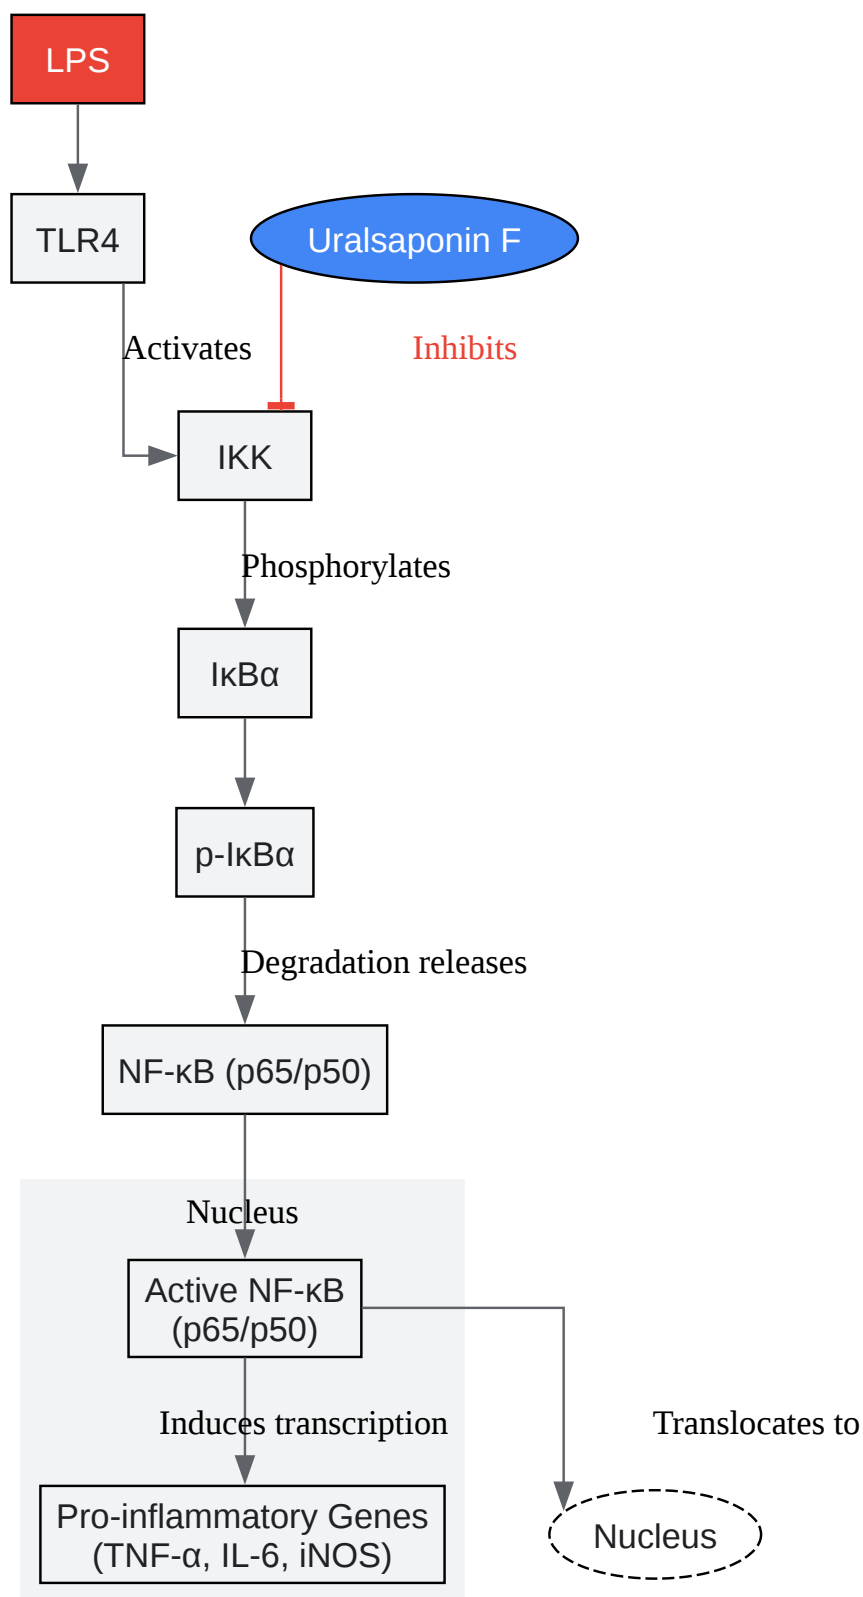 LPS
TLR4
Uralsaponin F
Activates
Inhibits
IKK
Phosphorylates
IκBα
p-IκBα
Degradation releases
NF-κB (p65/p50)
Nucleus
Active NF-κB
(p65/p50)
Induces transcription
Translocates to
Pro-inflammatory Genes
(TNF-α, IL-6, iNOS)
Nucleus